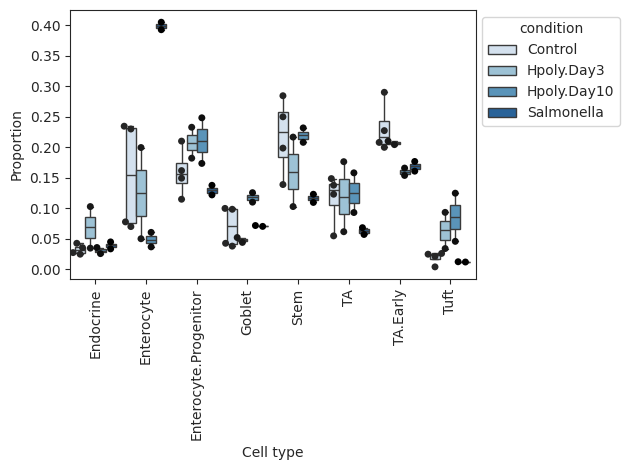 condition
Control
Hpoly.Day3
Hpoly.Day10
Salmonella
Proportion
0.40
0.35
0.30
0.25
0.20
0.15
0.10
0.05
0.00
Endocrine
Enterocyte
Enterocyte.Progenitor
Goblet
Stem
TA
TA.Early
Tuft
Cell type